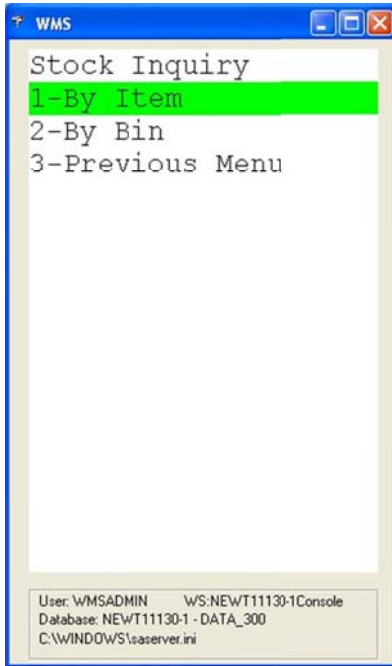 WMS
Stock Inquiry
1-By Item
2-By Bin
3-Previous Menu
User: WMSADMIN WS:NEWT11130-1Console
Database: NEWT11130-1 - DATA_300
C:\WINDOWS\saserver.ini